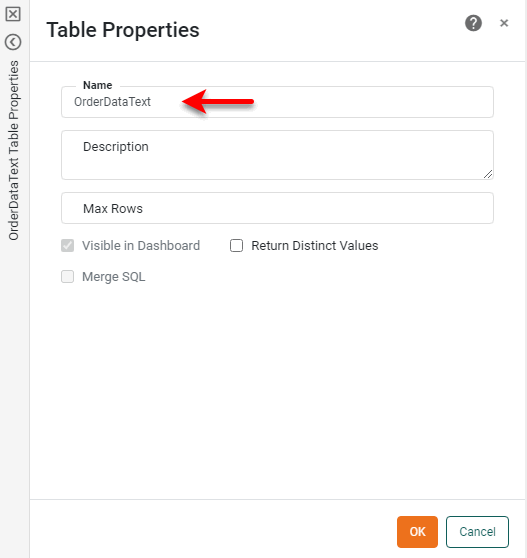 OrderDataText Table Properties
Table Properties
Name
OrderDataText
Description
Max Rows
Visible in Dashboard
Return Distinct Values
Merge SQL
OK
Cancel